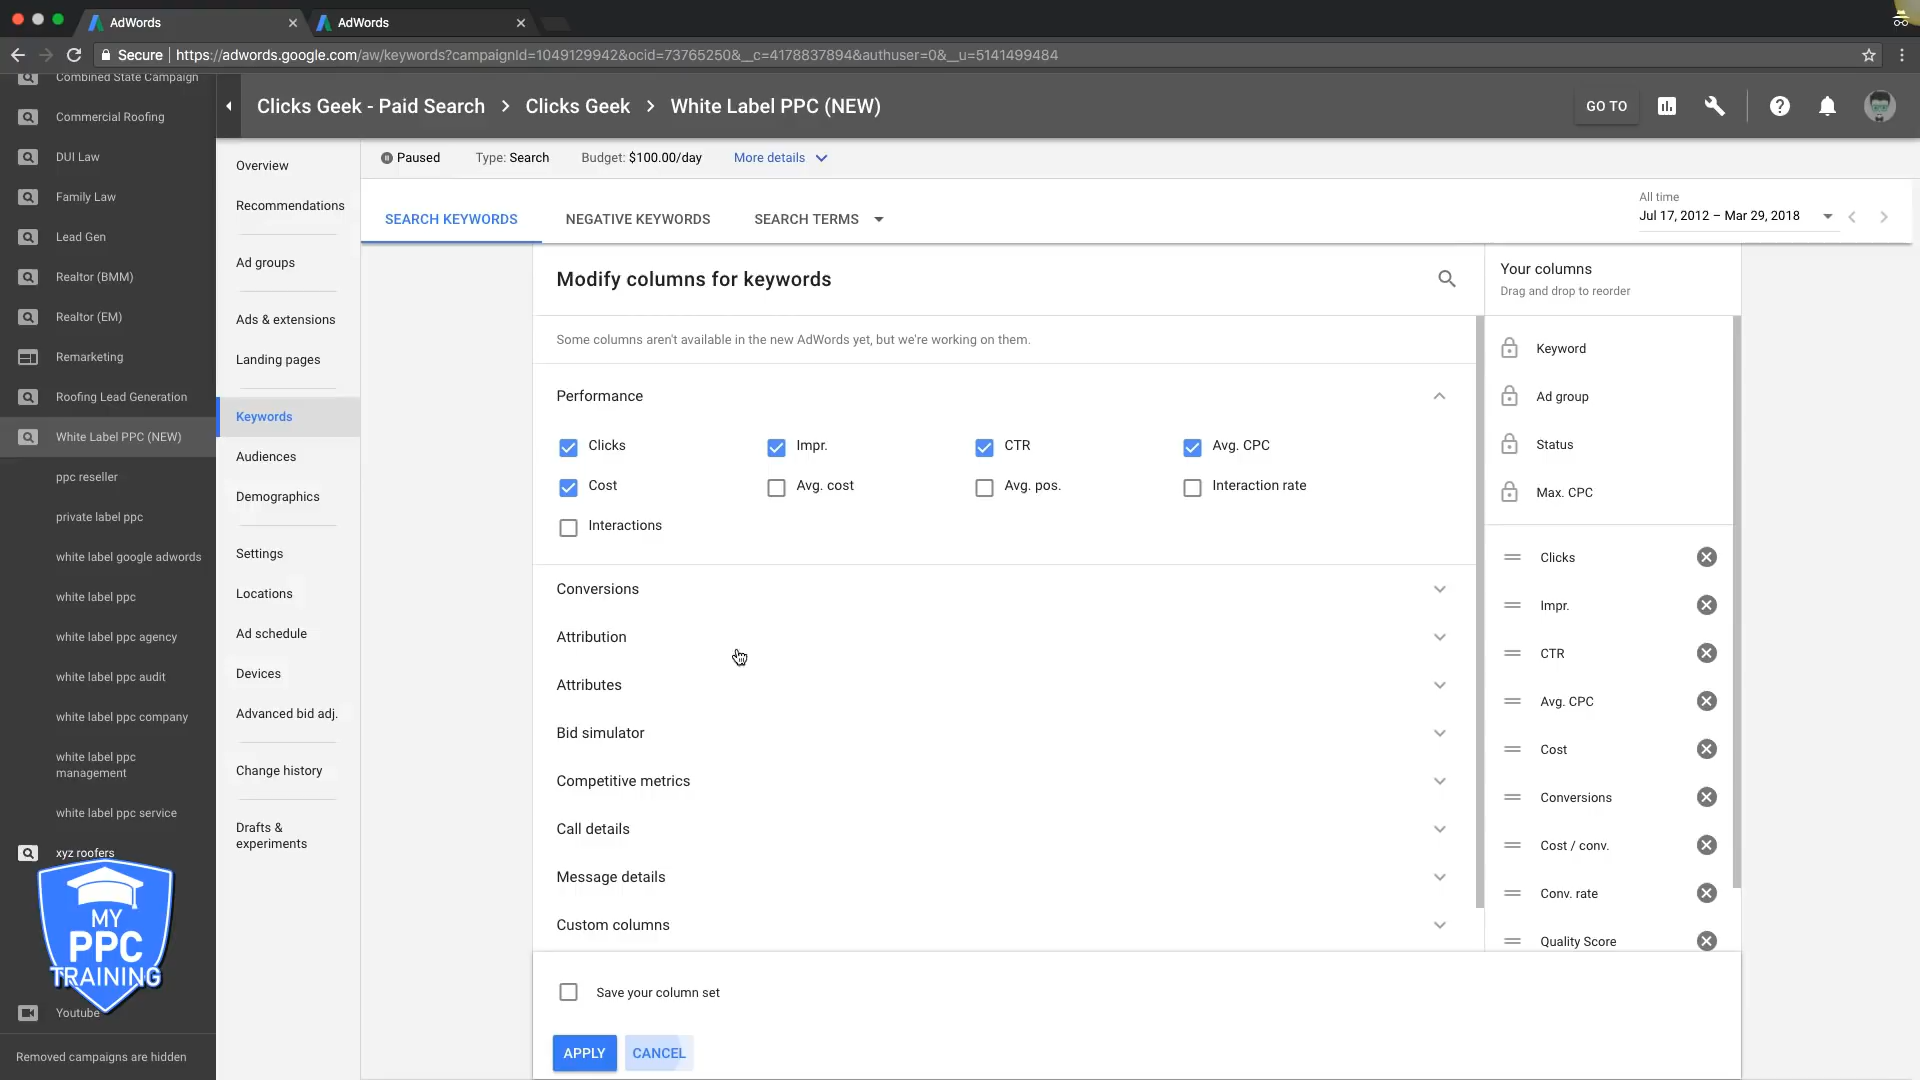 AdWords
AdWords
Secure
https://adwords.google.com/aw/keywords?campaignId=1049129942&ocid=73765250&__c=4178837894&authuser=0&__u=5141499484
Combined State Campaign
Commercial Roofing
DUI Law
Family Law
Lead Gen
Realtor (BMM)
Realtor (EM)
Remarketing
Roofing Lead Generation
White Label PPC (NEW)
ppc reseller
private label ppc
white label google adwords
white label ppc
white label ppc agency
white label ppc audit
white label ppc company
white label ppc
management
white label ppc service
xyz roofers
MY
PPC
TRAINING
Youtube
Removed campaigns are hidden
Clicks Geek - Paid Search > Clicks Geek > White Label PPC (NEW)
GO TO
Overview
Recommendations
Ad groups
Ads & extensions
Landing pages
Keywords
Audiences
Demographics
Settings
Locations
Ad schedule
Devices
Advanced bid adj.
Change history
Drafts &
experiments
Paused
Type: Search
Budget: $100.00/day
More details
SEARCH KEYWORDS
NEGATIVE KEYWORDS
SEARCH TERMS
All time
Jul 17, 2012 – Mar 29, 2018
Modify columns for keywords
Some columns aren't available in the new AdWords yet, but we're working on them.
Performance
Clicks
Impr.
CTR
Avg. CPC
Cost
Avg. cost
Avg. pos.
Interaction rate
Interactions
Conversions
Attribution
Attributes
Bid simulator
Competitive metrics
Call details
Message details
Custom columns
Save your column set
APPLY
CANCEL
Your columns
Drag and drop to reorder
Keyword
Ad group
Status
Max. CPC
Clicks
Impr.
CTR
Avg. CPC
Cost
Conversions
Cost / conv.
Conv. rate
Quality Score